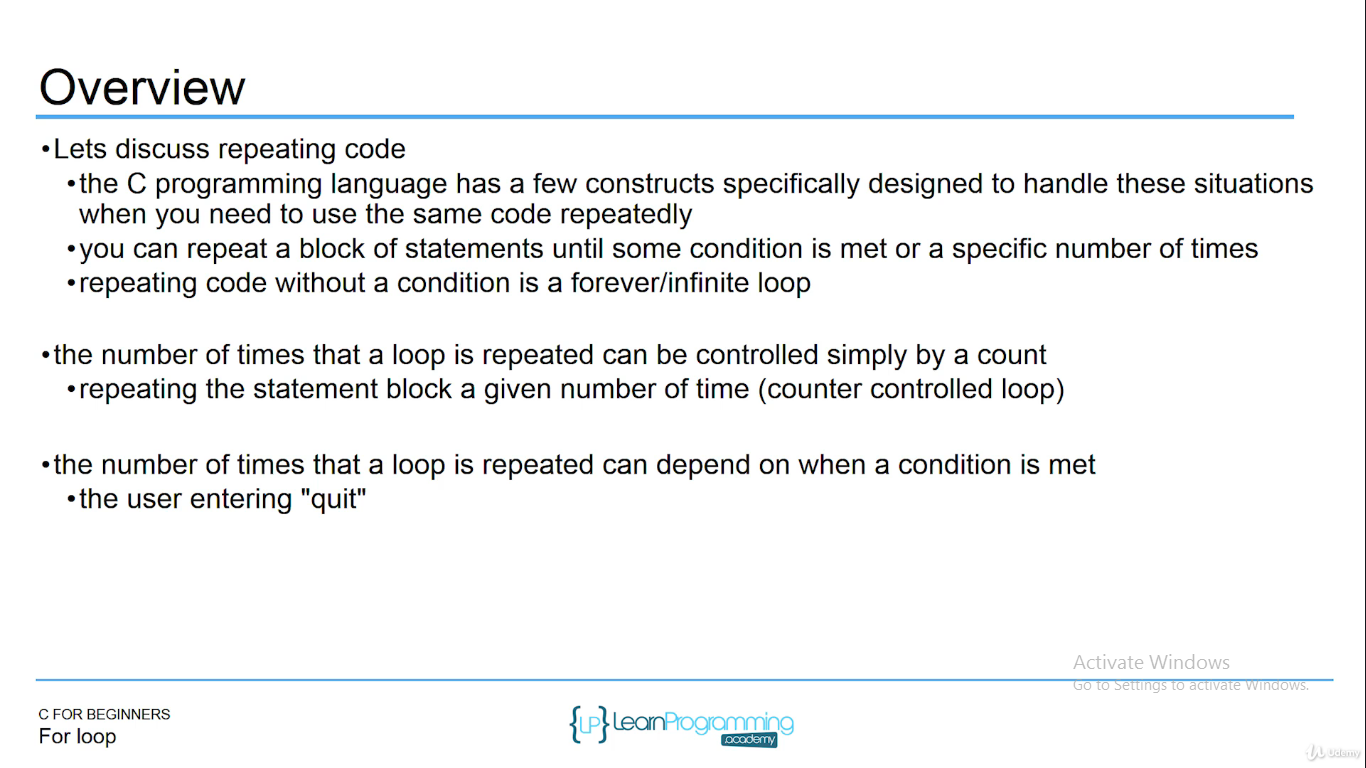 Overview
•Lets discuss repeating code
•the C programming language has a few constructs specifically designed to handle these situations
when you need to use the same code repeatedly
•you can repeat a block of statements until some condition is met or a specific number of times
•repeating code without a condition is a forever/infinite loop
•the number of times that a loop is repeated can be controlled simply by a count
•repeating the statement block a given number of time (counter controlled loop)
•the number of times that a loop is repeated can depend on when a condition is met
•the user entering "quit"
Activate Windows
Go to Settings to activate Windows.
C FOR BEGINNERS
For loop
{LP} LearnProgramming
.academy
Udemy